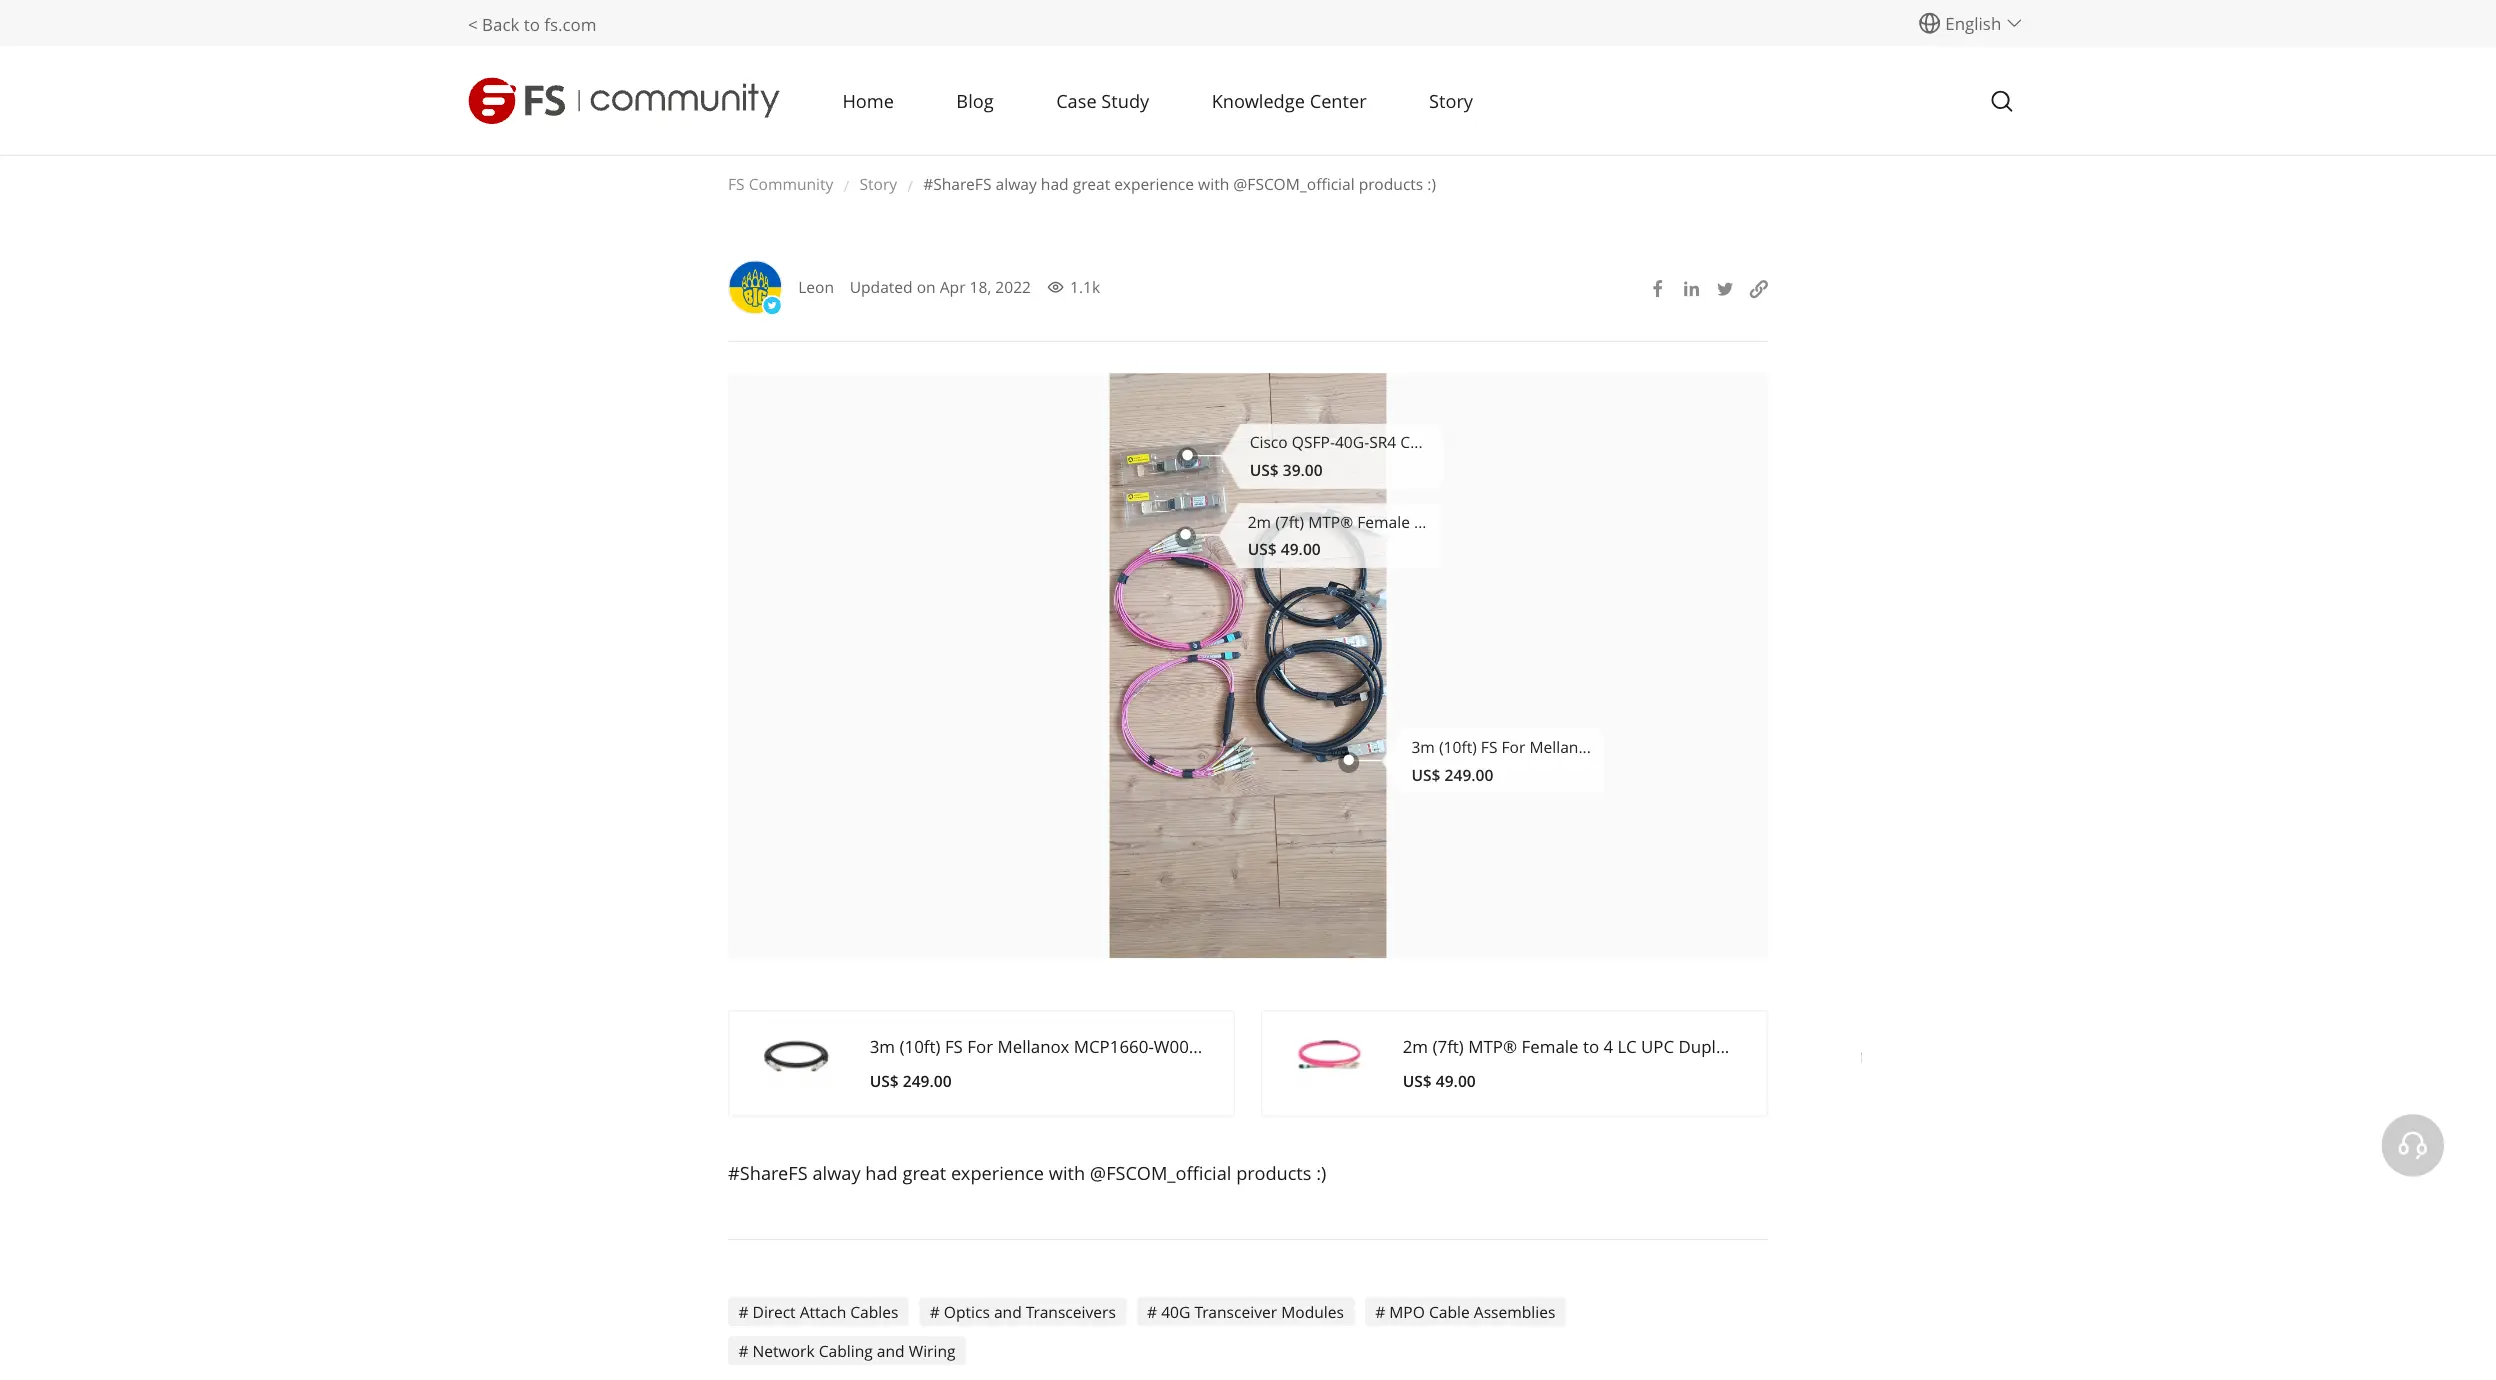 < Back to fs.com
English
FS | community
Home
Blog
Case Study
Knowledge Center
Story
FS Community / Story / #ShareFS alway had great experience with @FSCOM_official products :)
BIG
Leon Updated on Apr 18, 2022 1.1k
Cisco QSFP-40G-SR4 C...
US$ 39.00
2m (7ft) MTP® Female ...
US$ 49.00
3m (10ft) FS For Mellan...
US$ 249.00
3m (10ft) FS For Mellanox MCP1660-W00...
US$ 249.00
2m (7ft) MTP® Female to 4 LC UPC Dupl...
US$ 49.00
#ShareFS alway had great experience with @FSCOM_official products :)
# Direct Attach Cables
# Optics and Transceivers
# 40G Transceiver Modules
# MPO Cable Assemblies
# Network Cabling and Wiring